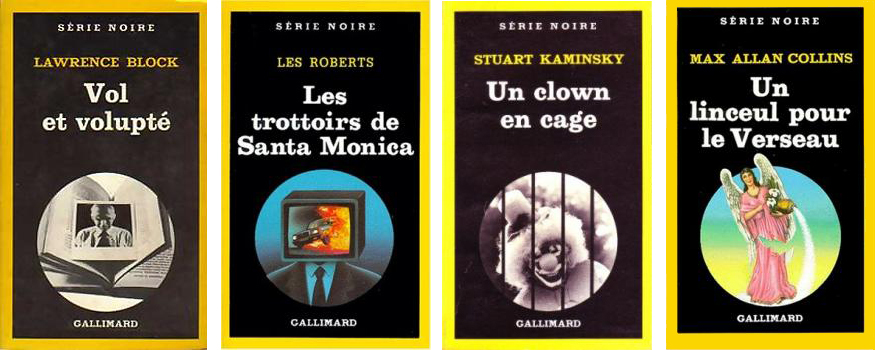 SÉRIE NOIRE
LAWRENCE BLOCK
Vol
et volupté
GALLIMARD
SÉRIE NOIRE
LES ROBERTS
Les
trottoirs de
Santa Monica
GALLIMARD
SÉRIE NOIRE
STUART KAMINSKY
Un clown
en cage
GALLIMARD
SÉRIE NOIRE
MAX ALLAN COLLINS
Un
linceul pour
le Verseau
GALLIMARD